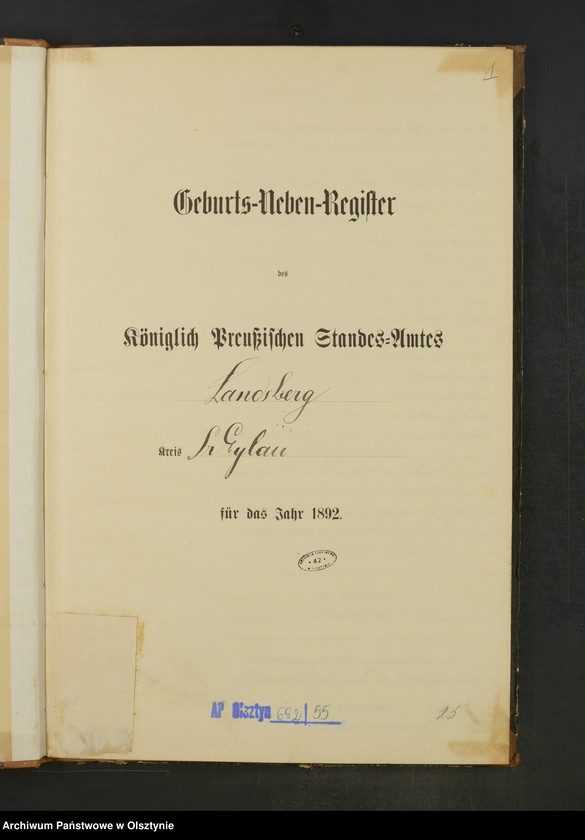 1
Geburts-Neben-Register
des
Königlich Preußischen Standes-Amtes
Landsberg
Kreis Pr Eylau
für das Jahr 1892.
A2
AP Olsztyn 692/55
25
Archiwum Państwowe w Olsztynie